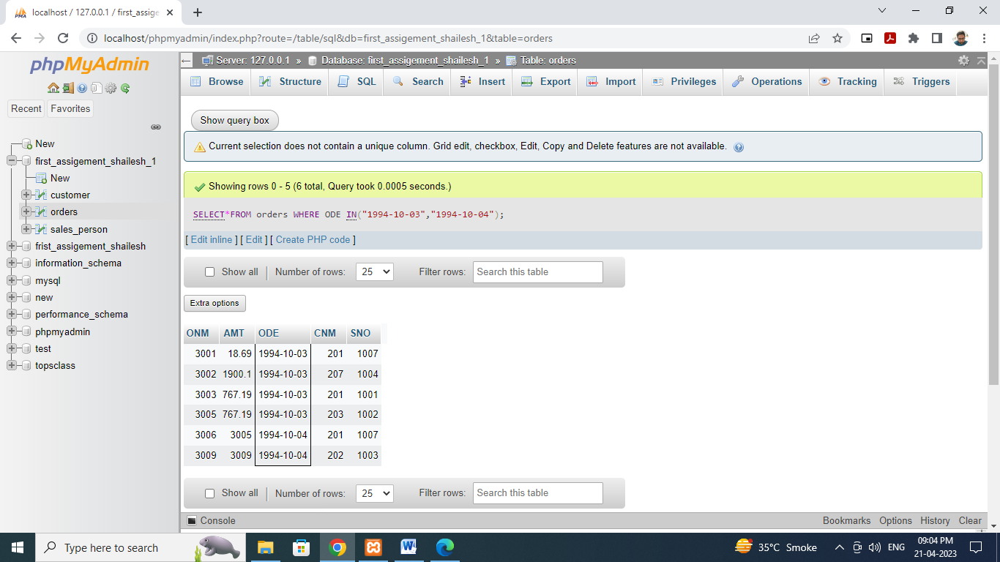 localhost / 127.0.0.1 / first_assige
localhost/phpmyadmin/index.php?route=/table/sql&db=first_assigement_shailesh_1&table=orders
phpMyAdmin
Recent Favorites
New
first_assigement_shailesh_1
New
customer
orders
sales_person
frist_assigement_shailesh
information_schema
mysql
new
performance_schema
phpmyadmin
test
topsclass
Server: 127.0.0.1 » Database: first_assigement_shailesh_1 » Table: orders
Browse Structure SQL Search Insert Export Import Privileges Operations Tracking Triggers
Show query box
Current selection does not contain a unique column. Grid edit, checkbox, Edit, Copy and Delete features are not available.
Showing rows 0 - 5 (6 total, Query took 0.0005 seconds.)
SELECT*FROM orders WHERE ODE IN("1994-10-03","1994-10-04");
[ Edit inline ] [ Edit ] [ Create PHP code ]
Show all | Number of rows: 25 Filter rows: Search this table
Extra options
ONM AMT ODE CNM SNO
3001 18.69 1994-10-03 201 1007
3002 1900.1 1994-10-03 207 1004
3003 767.19 1994-10-03 201 1001
3005 767.19 1994-10-03 203 1002
3006 3005 1994-10-04 201 1007
3009 3009 1994-10-04 202 1003
Show all | Number of rows: 25 Filter rows: Search this table
Console Bookmarks Options History Clear
Type here to search
35°C Smoke
ENG
09:04 PM
21-04-2023